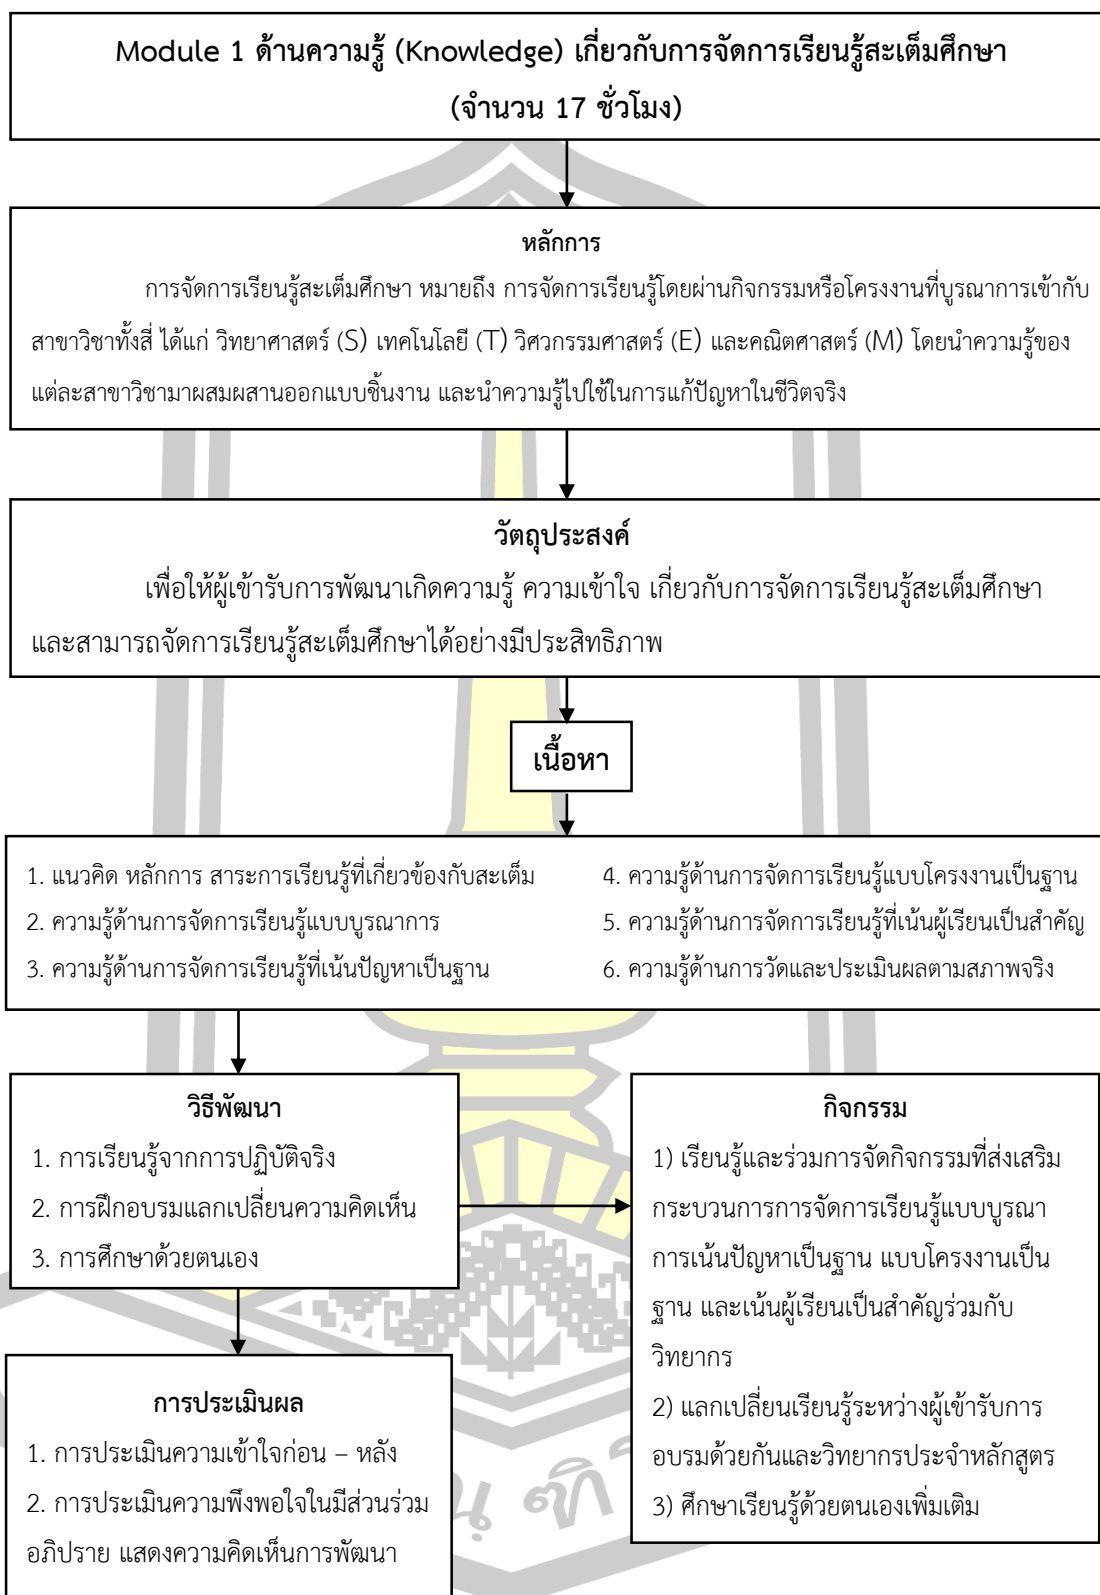 Module 1 ด้านความรู้ (Knowledge) เกี่ยวกับการจัดการเรียนรู้สะเต็มศึกษา
(จำนวน 17 ชั่วโมง)
หลักการ
การจัดการเรียนรู้สะเต็มศึกษา หมายถึง การจัดการเรียนรู้โดยผ่านกิจกรรมหรือโครงงานที่บูรณาการเข้ากับ
สาขาวิชาทั้งสี่ ได้แก่ วิทยาศาสตร์ (S) เทคโนโลยี (T) วิศวกรรมศาสตร์ (E) และคณิตศาสตร์ (M) โดยนำความรู้ของ
แต่ละสาขาวิชามาผสมผสานออกแบบชิ้นงาน และนำความรู้ไปใช้ในการแก้ปัญหาในชีวิตจริง
วัตถุประสงค์
เพื่อให้ผู้เข้ารับการพัฒนาเกิดความรู้ ความเข้าใจ เกี่ยวกับการจัดการเรียนรู้สะเต็มศึกษา
และสามารถจัดการเรียนรู้สะเต็มศึกษาได้อย่างมีประสิทธิภาพ
เนื้อหา
1. แนวคิด หลักการ สาระการเรียนรู้ที่เกี่ยวข้องกับสะเต็ม
2. ความรู้ด้านการจัดการเรียนรู้แบบบูรณาการ
3. ความรู้ด้านการจัดการเรียนรู้ที่เน้นปัญหาเป็นฐาน
4. ความรู้ด้านการจัดการเรียนรู้แบบโครงงานเป็นฐาน
5. ความรู้ด้านการจัดการเรียนรู้ที่เน้นผู้เรียนเป็นสำคัญ
6. ความรู้ด้านการวัดและประเมินผลตามสภาพจริง
วิธีพัฒนา
1. การเรียนรู้จากการปฏิบัติจริง
2. การฝึกอบรมแลกเปลี่ยนความคิดเห็น
3. การศึกษาด้วยตนเอง
กิจกรรม
1) เรียนรู้และร่วมการจัดกิจกรรมที่ส่งเสริม
กระบวนการการจัดการเรียนรู้แบบบูรณา
การเน้นปัญหาเป็นฐาน แบบโครงงานเป็น
ฐาน และเน้นผู้เรียนเป็นสำคัญร่วมกับ
วิทยากร
2) แลกเปลี่ยนเรียนรู้ระหว่างผู้เข้ารับการ
อบรมด้วยกันและวิทยากรประจำหลักสูตร
3) ศึกษาเรียนรู้ด้วยตนเองเพิ่มเติม
การประเมินผล
1. การประเมินความเข้าใจก่อน – หลัง
2. การประเมินความพึงพอใจในมีส่วนร่วม
อภิปราย แสดงความคิดเห็นการพัฒนา